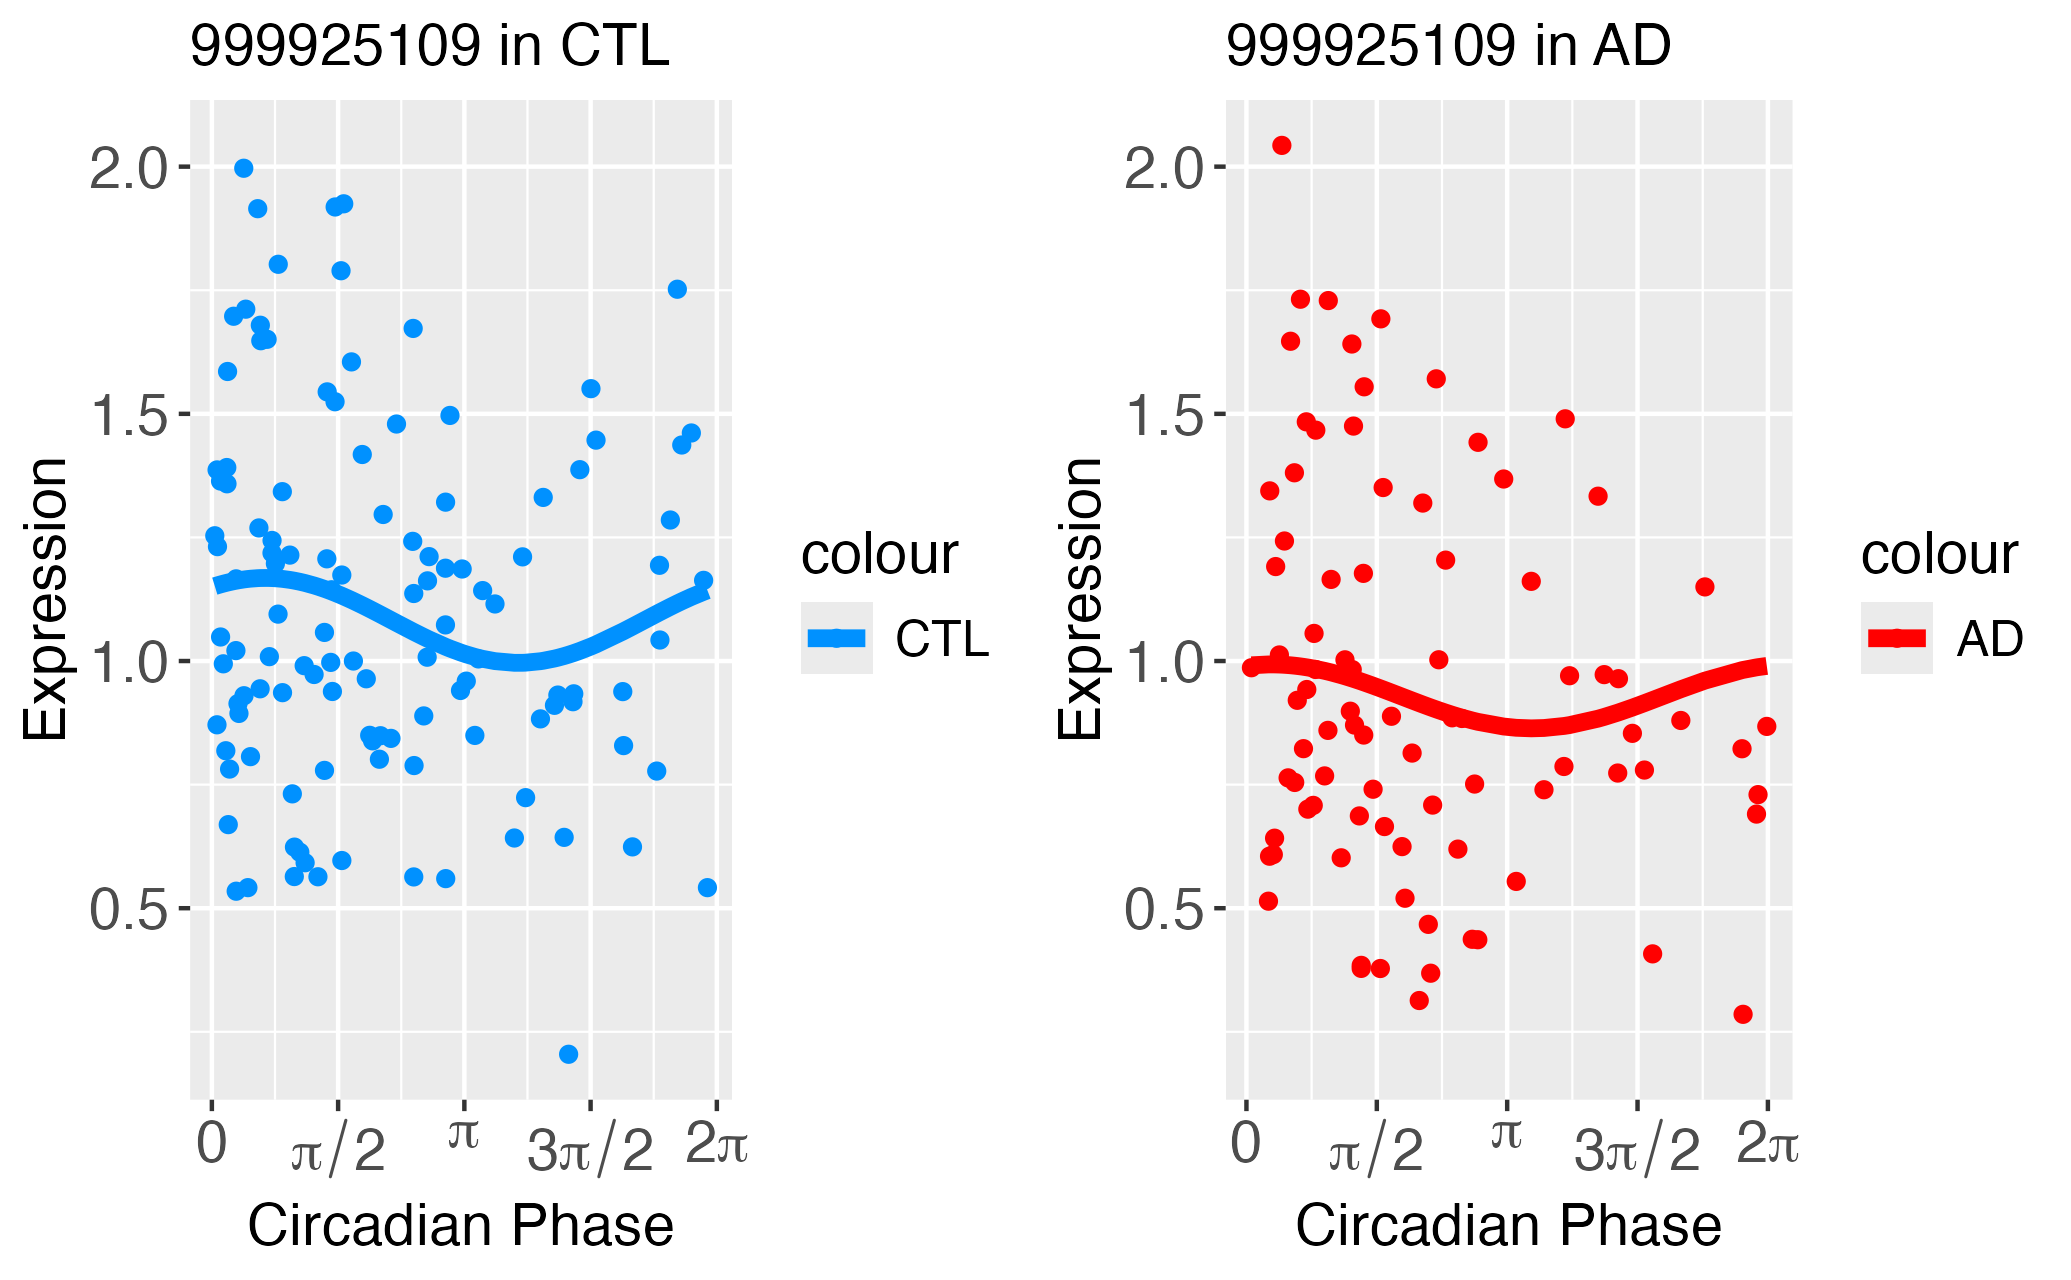 999925109 in CTL
2.0
1.5
1.0
0.5
Expression
0 π/2 π 3π/2 2π
Circadian Phase
colour
CTL
999925109 in AD
2.0
1.5
1.0
0.5
Expression
0 π/2 π 3π/2 2π
Circadian Phase
colour
AD